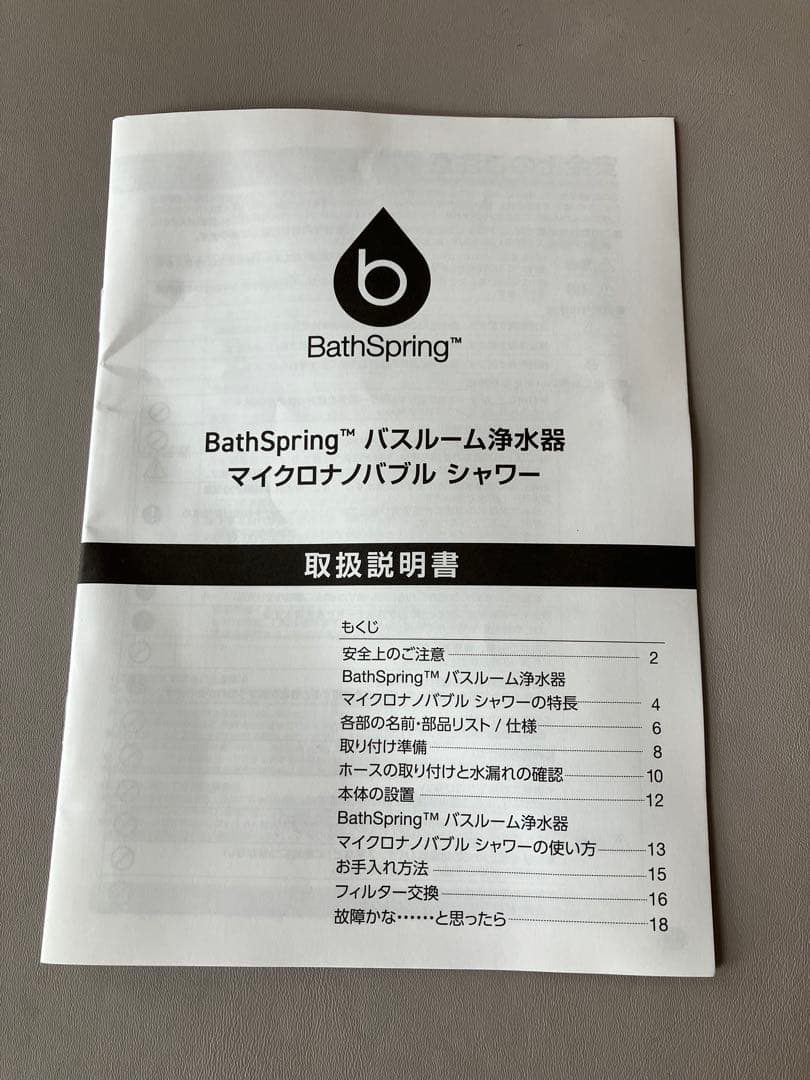 b
BathSpring™
BathSpring™ バスルーム浄水器
マイクロナノバブル シャワー
取扱説明書
もくじ
安全上のご注意 2
BathSpring™ バスルーム浄水器
マイクロナノバブル シャワーの特長 4
各部の名前・部品リスト / 仕様 6
取り付け準備 8
ホースの取り付けと水漏れの確認 10
本体の設置 12
BathSpring™ バスルーム浄水器
マイクロナノバブル シャワーの使い方 13
お手入れ方法 15
フィルター交換 16
故障かな……と思ったら 18